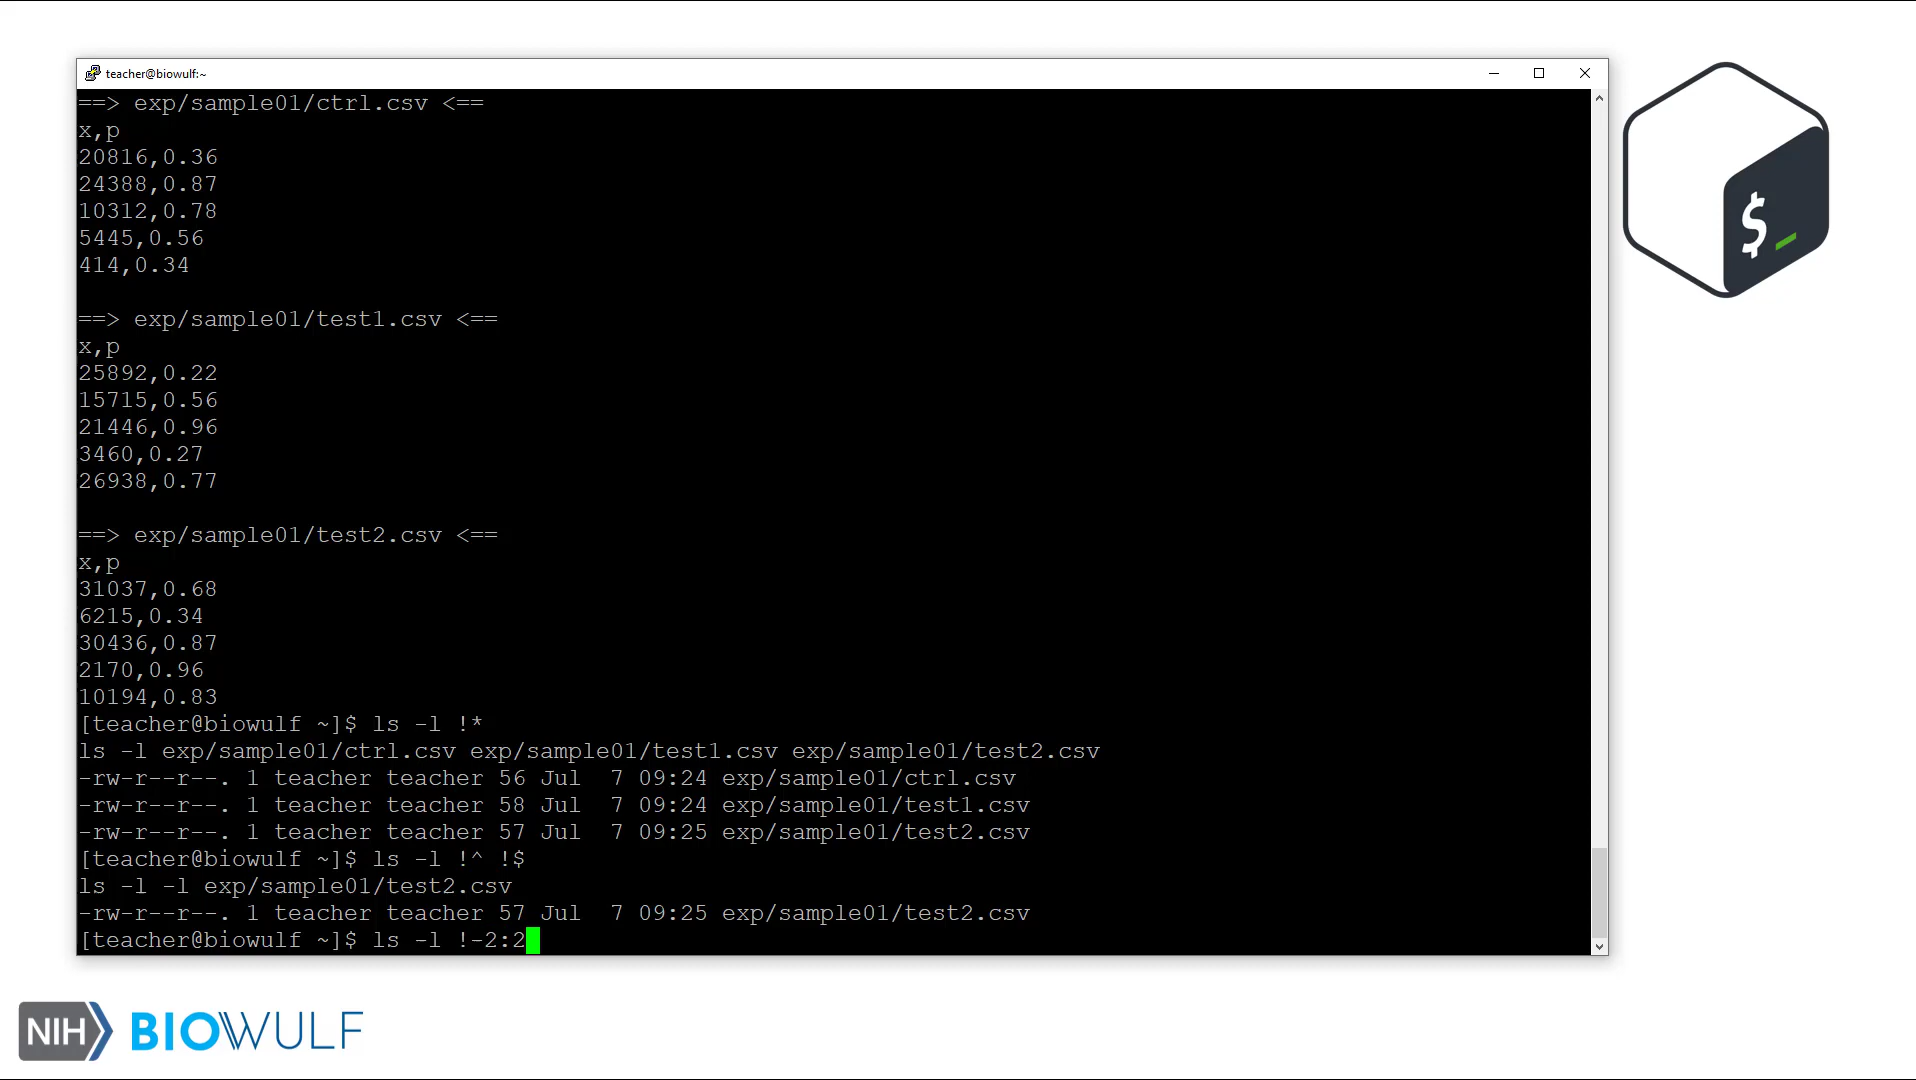 teacher@biowulf:~
==> exp/sample01/ctrl.csv <==
x,p
20816,0.36
24388,0.87
10312,0.78
5445,0.56
414,0.34
==> exp/sample01/test1.csv <==
x,p
25892,0.22
15715,0.56
21446,0.96
3460,0.27
26938,0.77
==> exp/sample01/test2.csv <==
x,p
31037,0.68
6215,0.34
30436,0.87
2170,0.96
10194,0.83
[teacher@biowulf ~]$ ls -l !*
ls -l exp/sample01/ctrl.csv exp/sample01/test1.csv exp/sample01/test2.csv
-rw-r--r--. 1 teacher teacher 56 Jul  7 09:24 exp/sample01/ctrl.csv
-rw-r--r--. 1 teacher teacher 58 Jul  7 09:24 exp/sample01/test1.csv
-rw-r--r--. 1 teacher teacher 57 Jul  7 09:25 exp/sample01/test2.csv
[teacher@biowulf ~]$ ls -l !^ !$
ls -l -l exp/sample01/test2.csv
-rw-r--r--. 1 teacher teacher 57 Jul  7 09:25 exp/sample01/test2.csv
[teacher@biowulf ~]$ ls -l !-2:2
$_
NIH BIOWULF